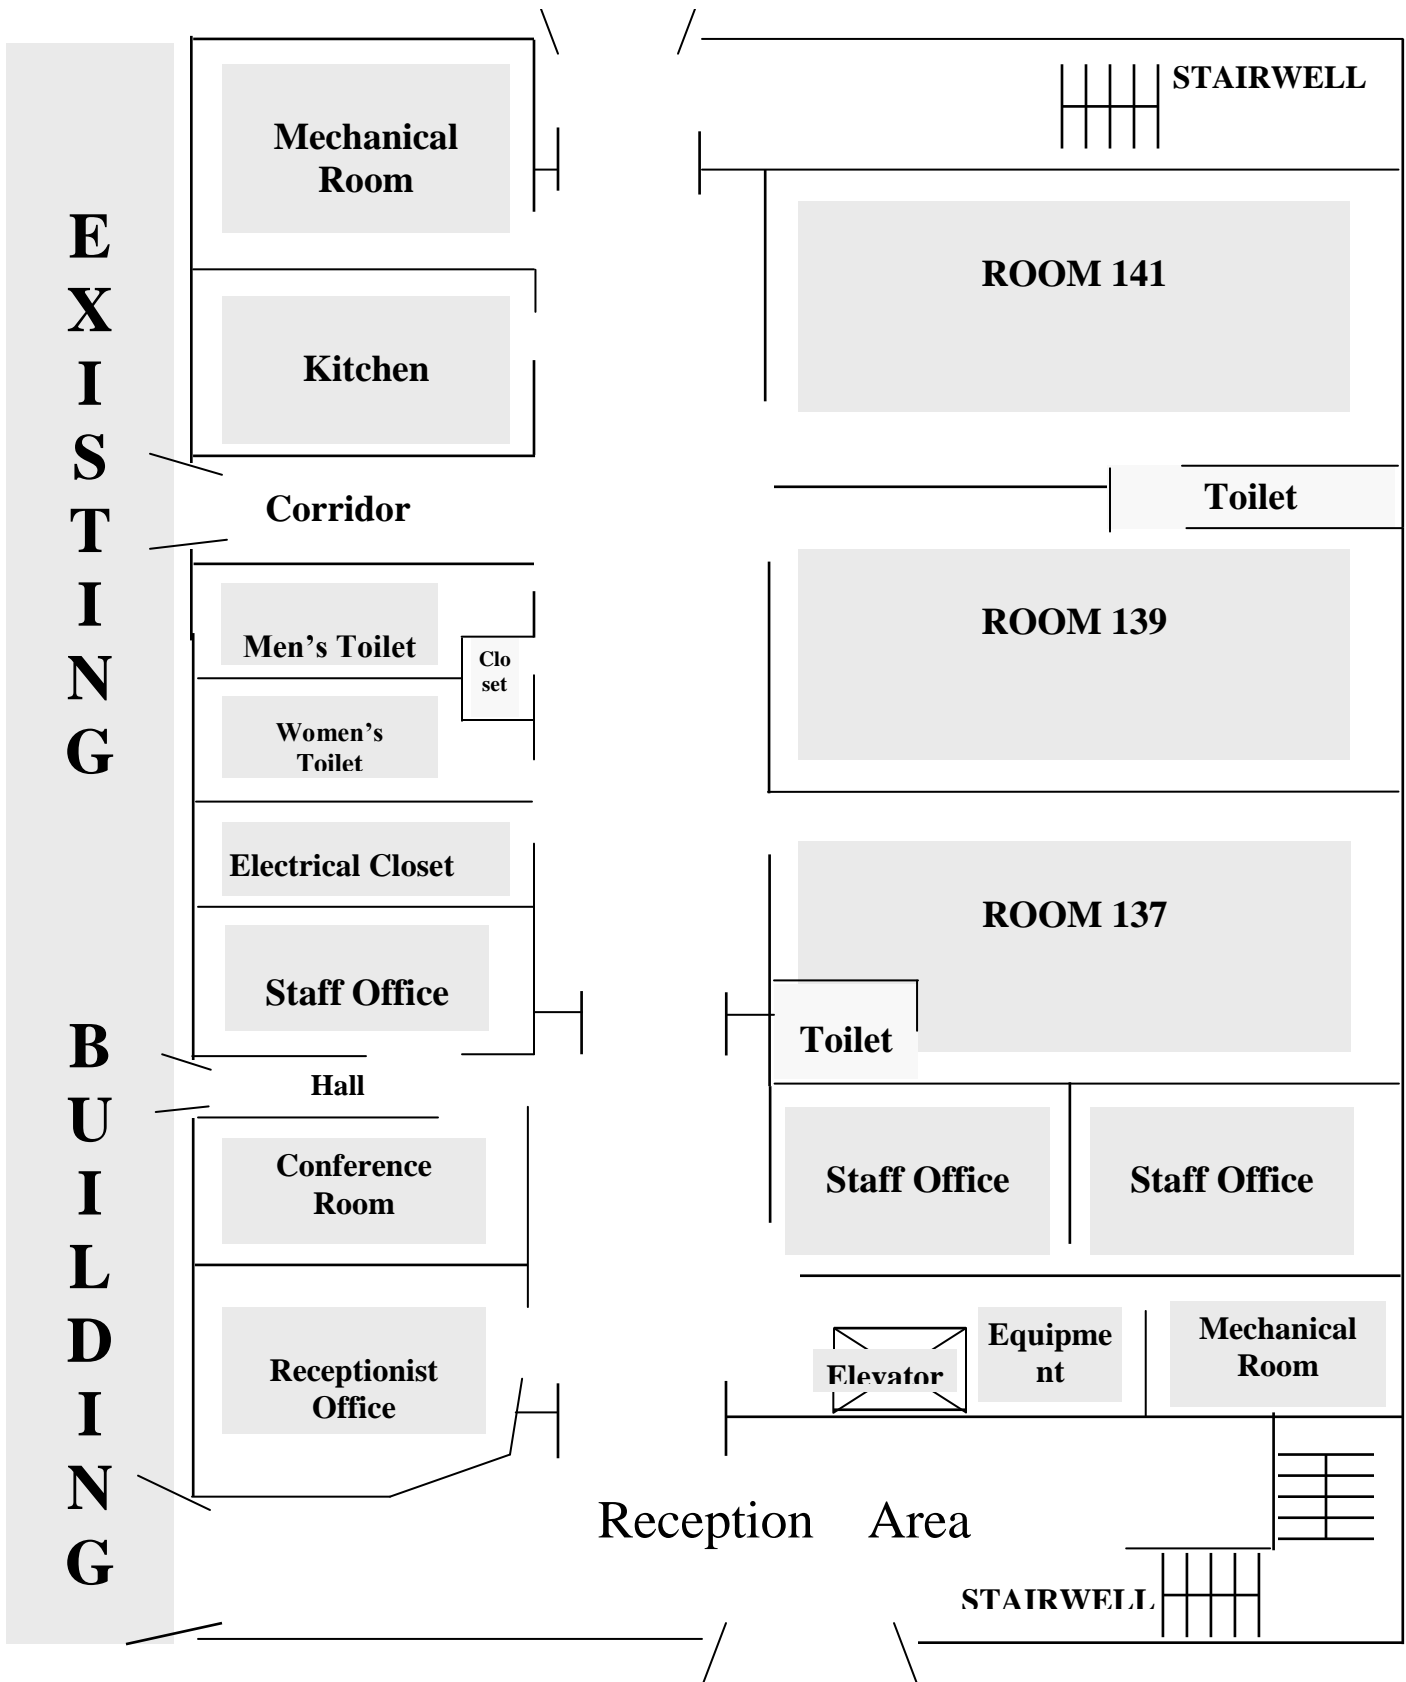 EXISTING
BUILDING
STAIRWELL
Mechanical
Room
ROOM 141
Kitchen
Toilet
Corridor
ROOM 139
Men’s Toilet
Clo
set
Women’s
Toilet
Electrical Closet
ROOM 137
Staff Office
Toilet
Hall
Conference
Room
Staff Office
Staff Office
Elevator
Equipme
nt
Mechanical
Room
Receptionist
Office
Reception Area
STAIRWELL